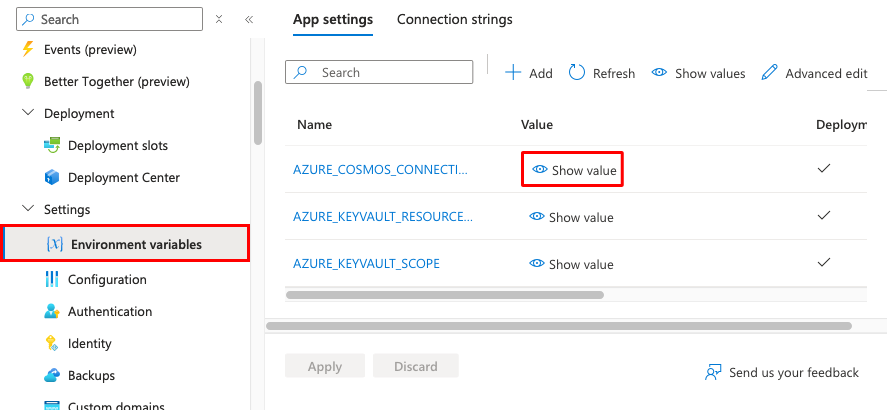 Search
Events (preview)
Better Together (preview)
Deployment
Deployment slots
Deployment Center
Settings
{x} Environment variables
Configuration
Authentication
Identity
Backups
Custom domains
App settings Connection strings
Search
Add Refresh Show values Advanced edit
Name Value Deploym
AZURE_COSMOS_CONNECTI... Show value
AZURE_KEYVAULT_RESOURCE... Show value
AZURE_KEYVAULT_SCOPE Show value
Apply Discard
Send us your feedback